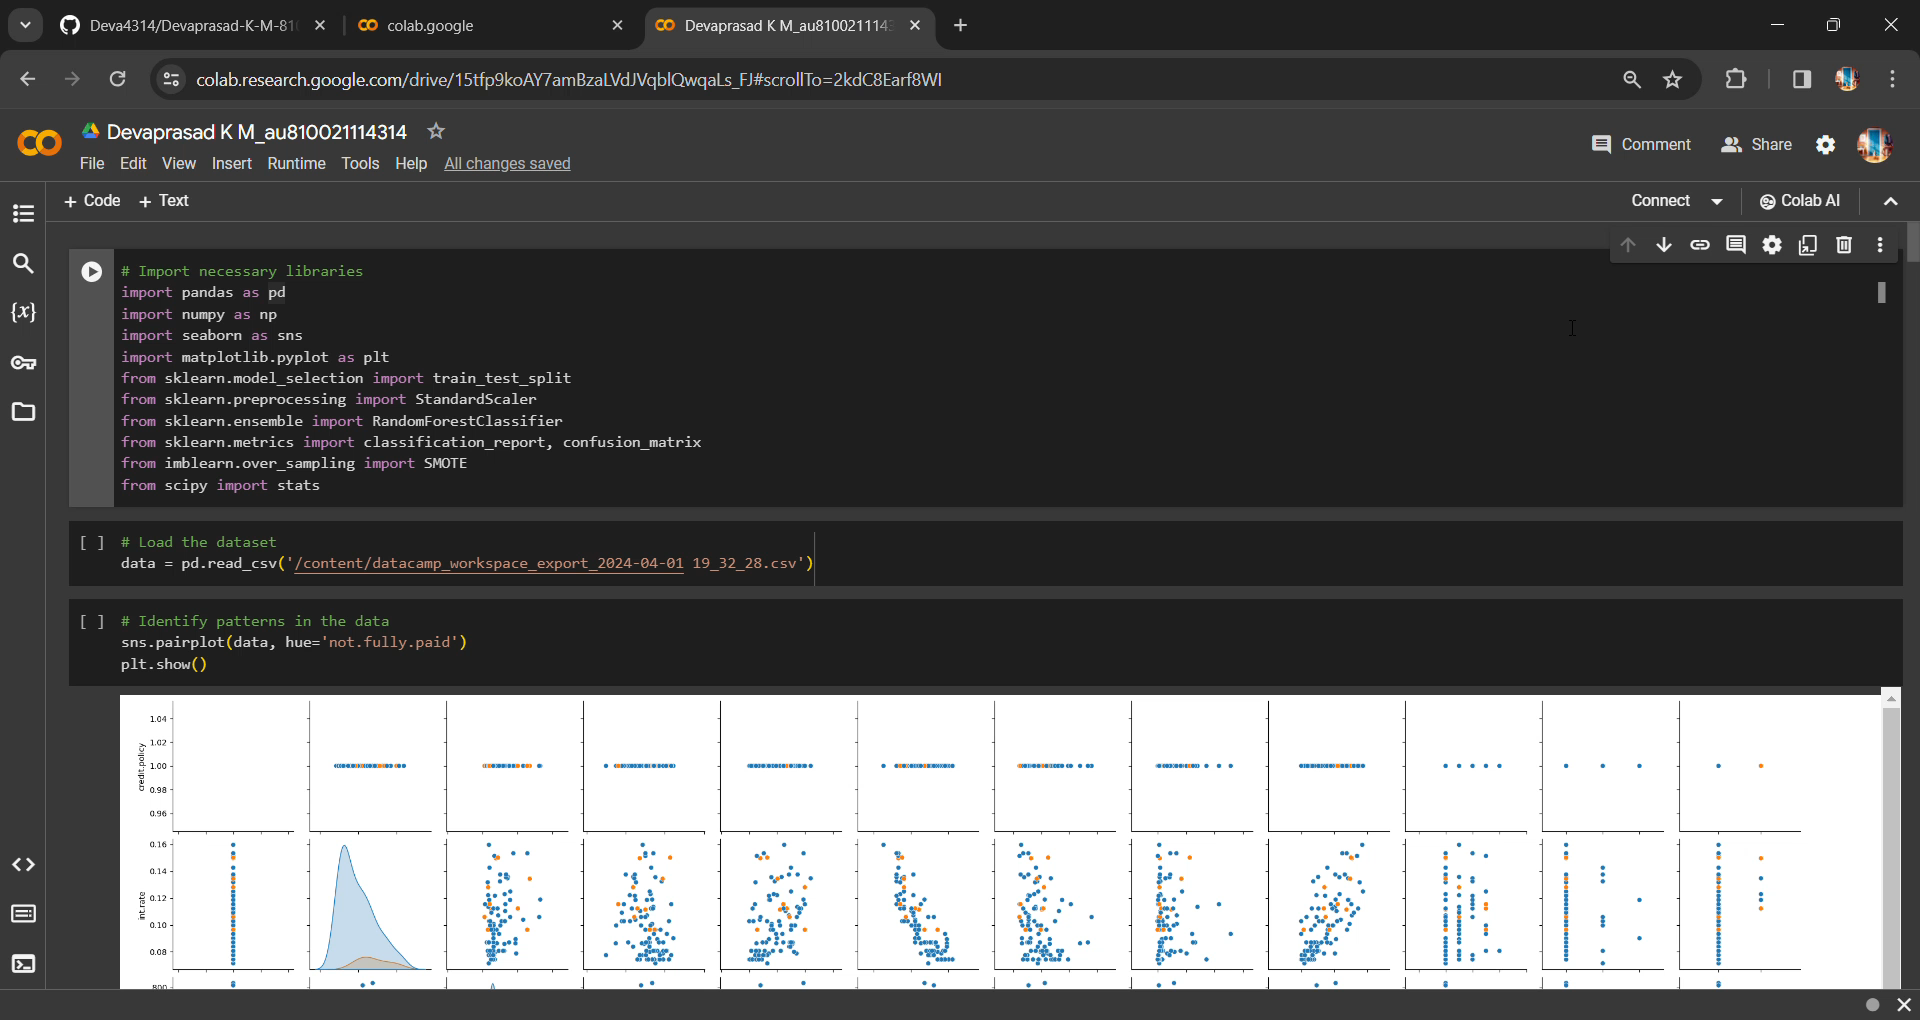 Deva4314/Devaprasad-K-M-81
colab.google
Devaprasad K M_au8100211143
colab.research.google.com/drive/15tfp9koAY7amBzaLVdJVqblQwqaLs_FJ#scrollTo=2kdC8Earf8WI
Devaprasad K M_au810021114314
Comment
Share
File Edit View Insert Runtime Tools Help All changes saved
+ Code + Text
Connect
Colab AI
# Import necessary libraries
import pandas as pd
import numpy as np
import seaborn as sns
import matplotlib.pyplot as plt
from sklearn.model_selection import train_test_split
from sklearn.preprocessing import StandardScaler
from sklearn.ensemble import RandomForestClassifier
from sklearn.metrics import classification_report, confusion_matrix
from imblearn.over_sampling import SMOTE
from scipy import stats
[ ] # Load the dataset
data = pd.read_csv('/content/datacamp_workspace_export_2024-04-01 19_32_28.csv')
[ ] # Identify patterns in the data
sns.pairplot(data, hue='not.fully.paid')
plt.show()
credit.policy
1.04
1.02
1.00
0.98
0.96
int.rate
0.16
0.14
0.12
0.10
0.08
800